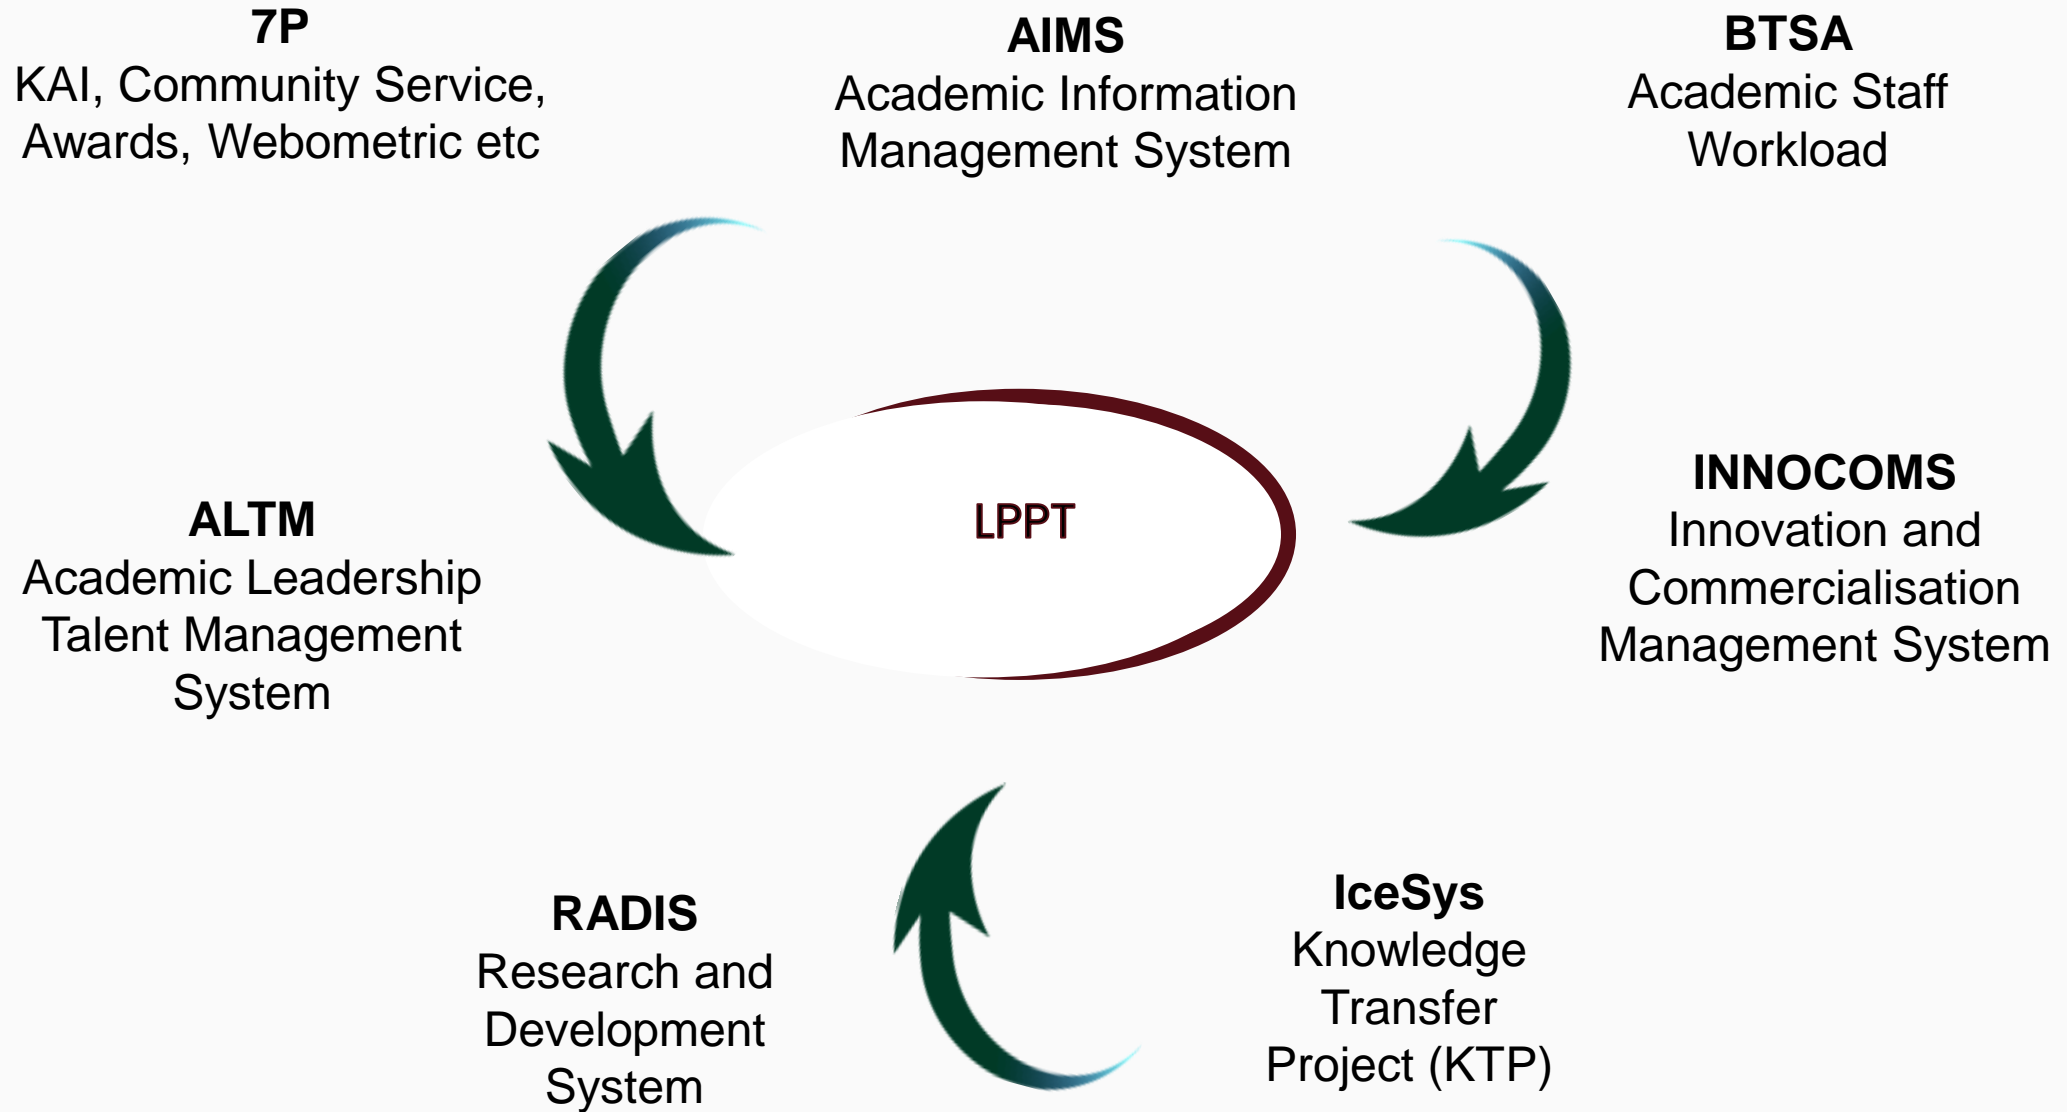 7P
KAI, Community Service,
Awards, Webometric etc
AIMS
Academic Information
Management System
BTSA
Academic Staff
Workload
LPPT
ALTM
Academic Leadership
Talent Management
System
INNOCOMS
Innovation and
Commercialisation
Management System
RADIS
Research and
Development
System
IceSys
Knowledge
Transfer
Project (KTP)